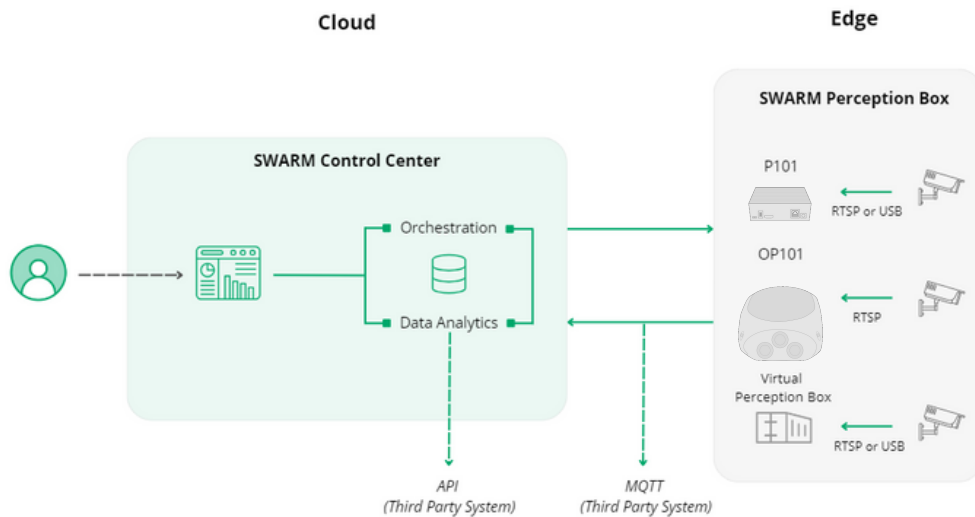 Cloud
Edge
SWARM Control Center
Orchestration
Data Analytics
API
(Third Party System)
MQTT
(Third Party System)
SWARM Perception Box
P101
RTSP or USB
OP101
RTSP
Virtual
Perception Box
RTSP or USB